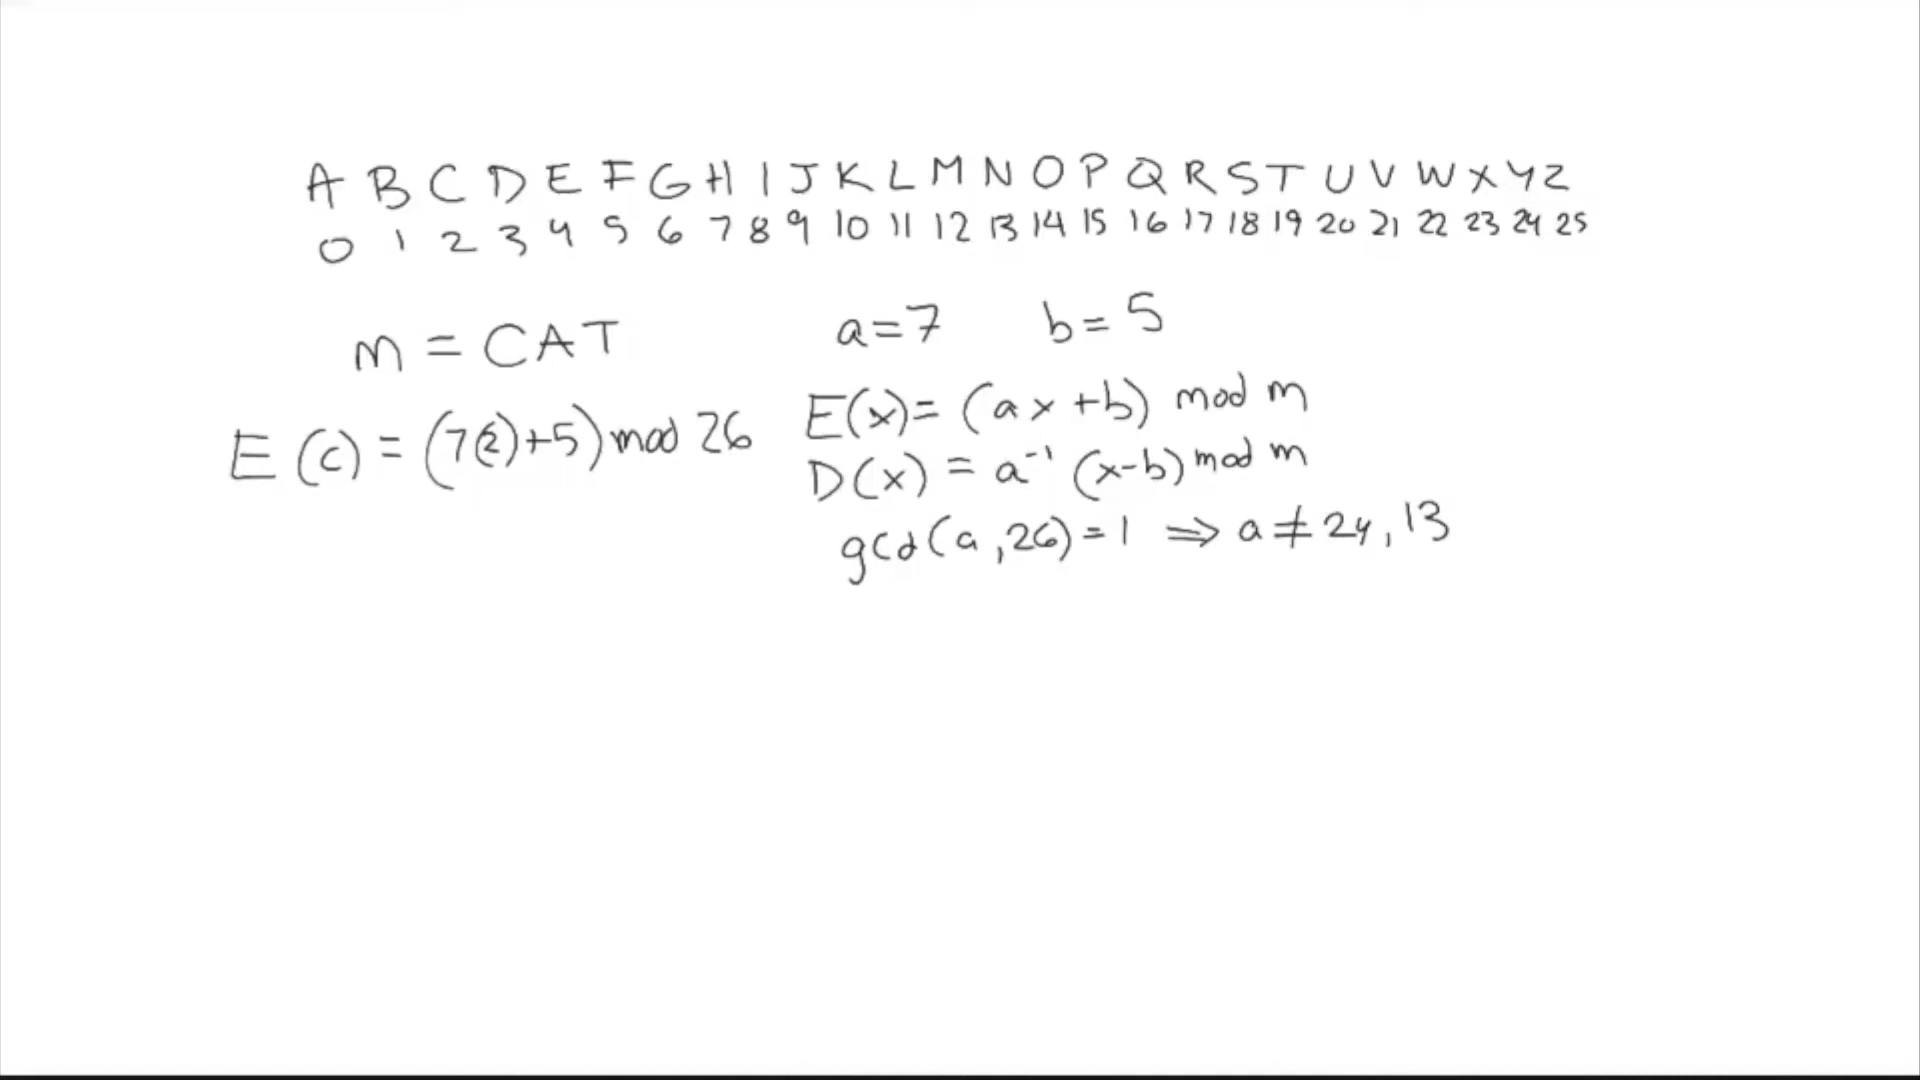 A B C D E F G H I J K L M N O P Q R S T U V W X Y Z
0 1 2 3 4 5 6 7 8 9 10 11 12 13 14 15 16 17 18 19 20 21 22 23 24 25
m = CAT
a=7 b=5
E(x)= (ax+b) mod m
E(c) = (7(2)+5) mod 26
D(x) = a⁻¹ (x-b) mod m
gcd(a,26)=1 ⇒ a≠24,13